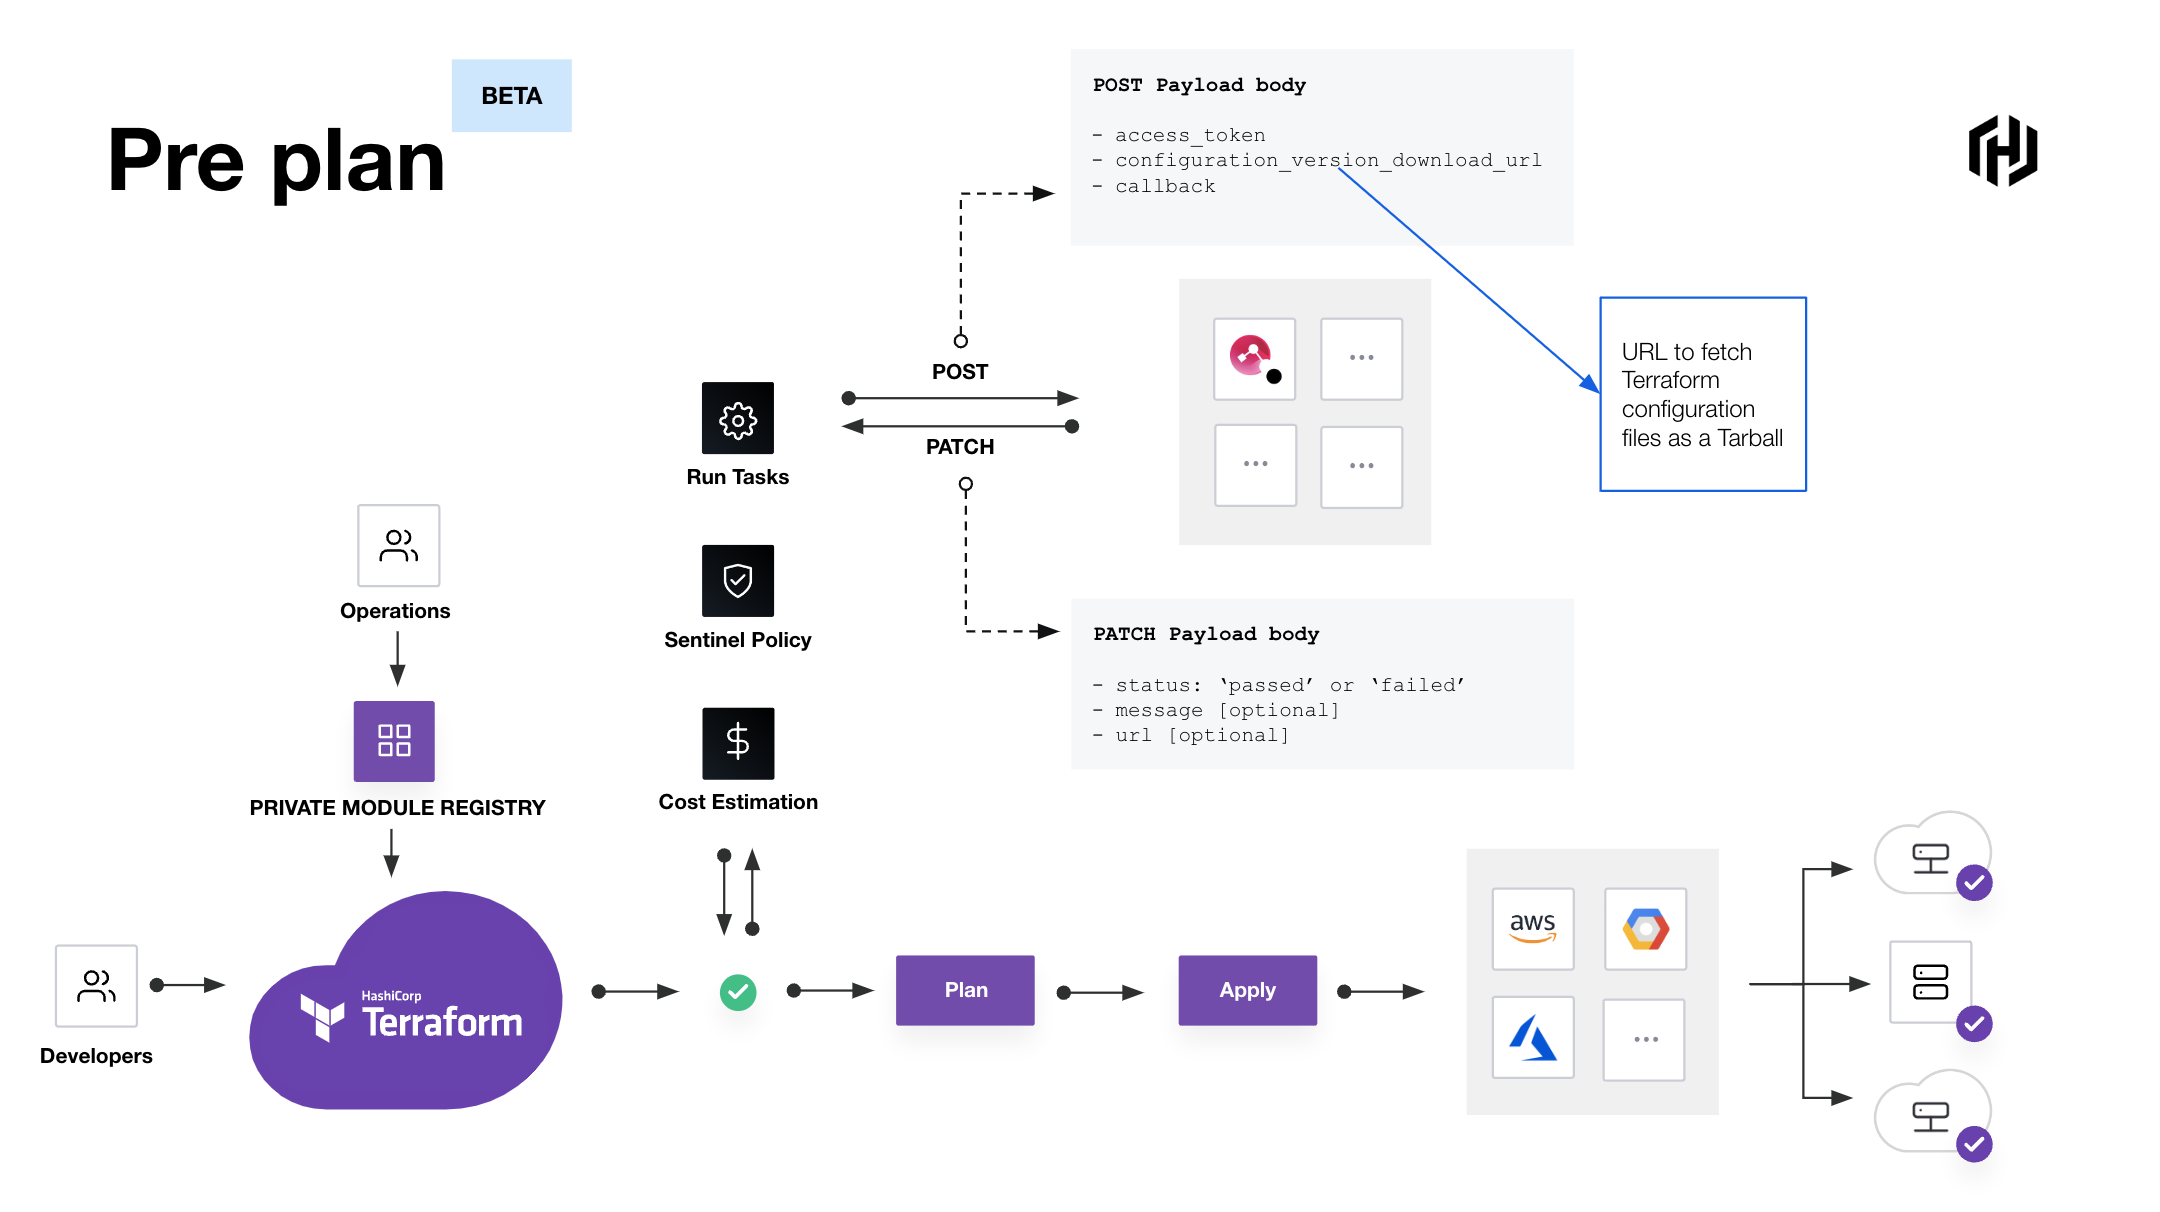 Pre plan
BETA
POST Payload body
- access_token
- configuration_version_download_url
- callback
POST
PATCH
URL to fetch
Terraform
configuration
files as a Tarball
Run Tasks
Sentinel Policy
Cost Estimation
PATCH Payload body
- status: ‘passed’ or ‘failed’
- message [optional]
- url [optional]
Operations
PRIVATE MODULE REGISTRY
Developers
HashiCorp
Terraform
Plan
Apply
aws